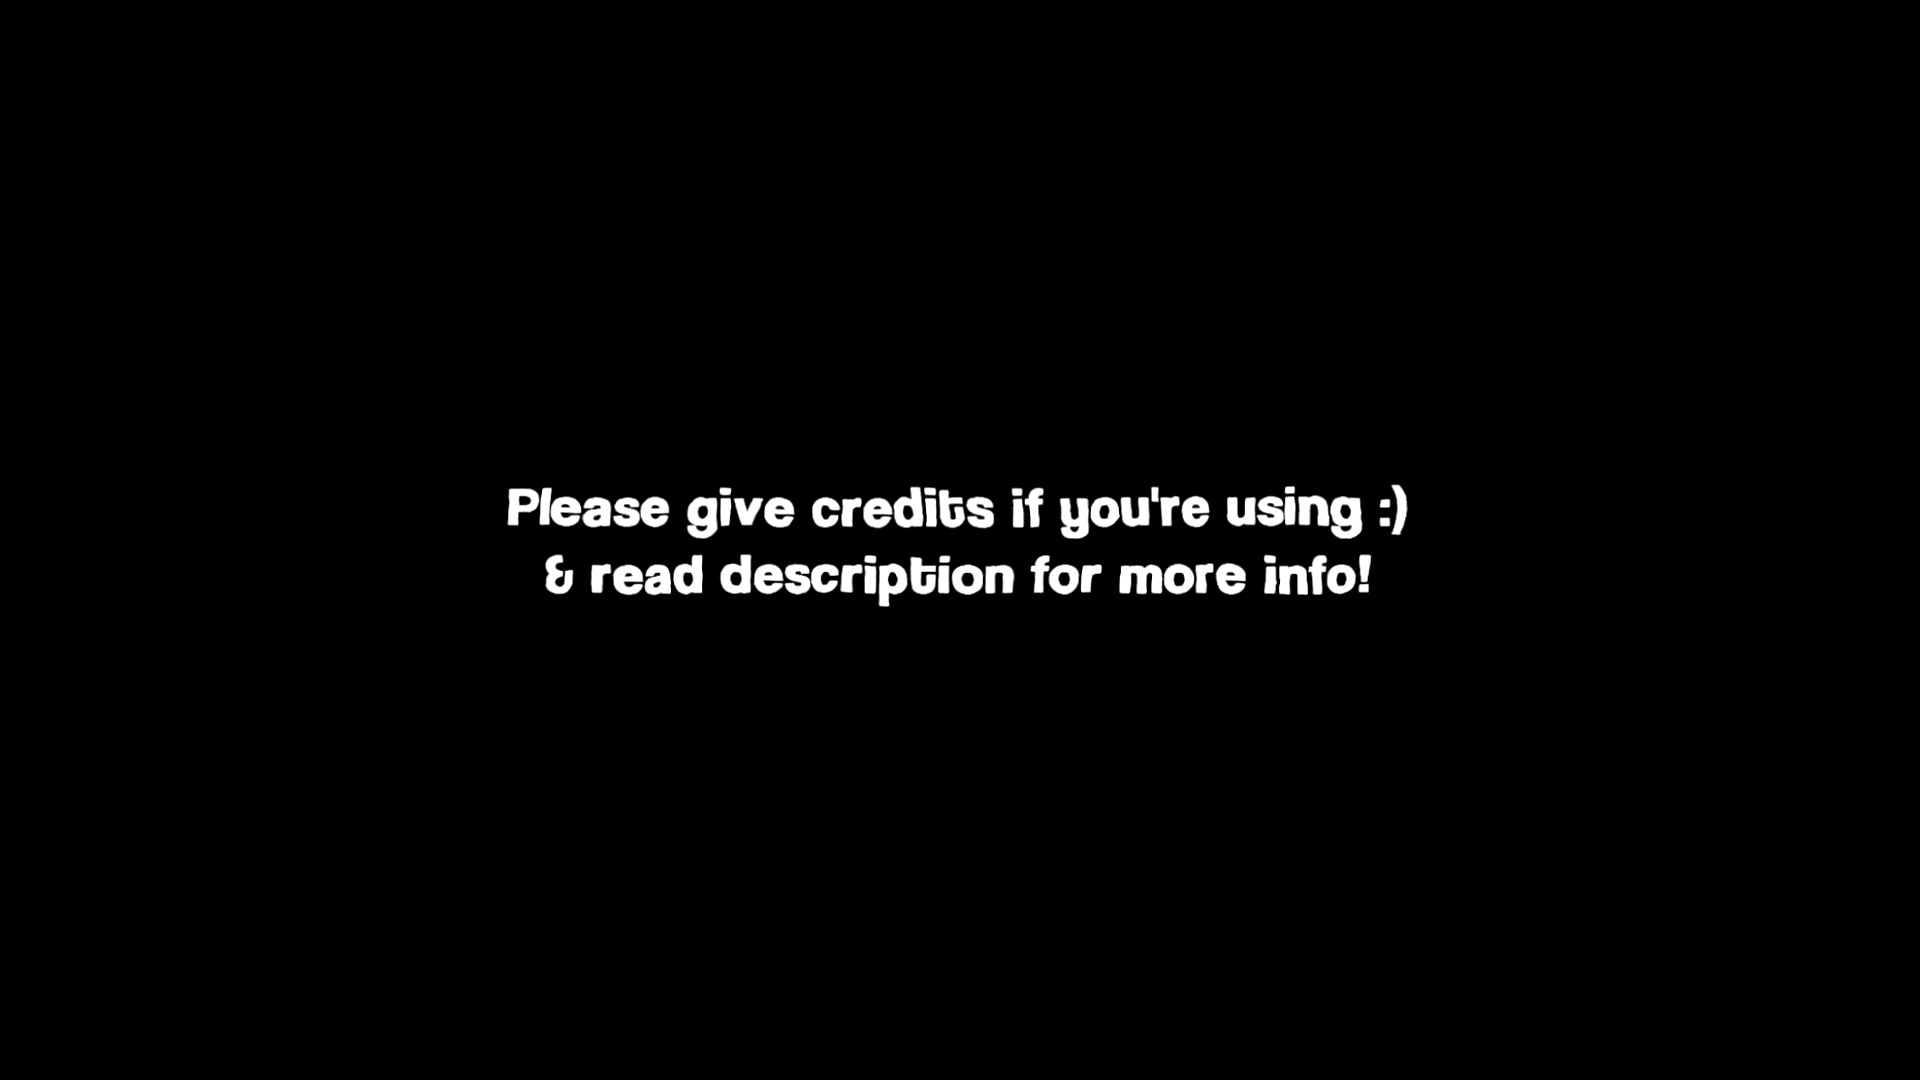 Please give credits if you're using :)
& read description for more info!